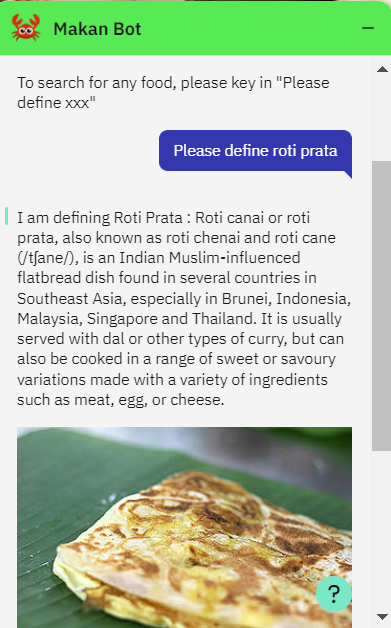 Makan Bot
To search for any food, please key in "Please
define xxx"
Please define roti prata
I am defining Roti Prata : Roti canai or roti
prata, also known as roti chenai and roti cane
(/tʃane/), is an Indian Muslim-influenced
flatbread dish found in several countries in
Southeast Asia, especially in Brunei, Indonesia,
Malaysia, Singapore and Thailand. It is usually
served with dal or other types of curry, but can
also be cooked in a range of sweet or savoury
variations made with a variety of ingredients
such as meat, egg, or cheese.
?